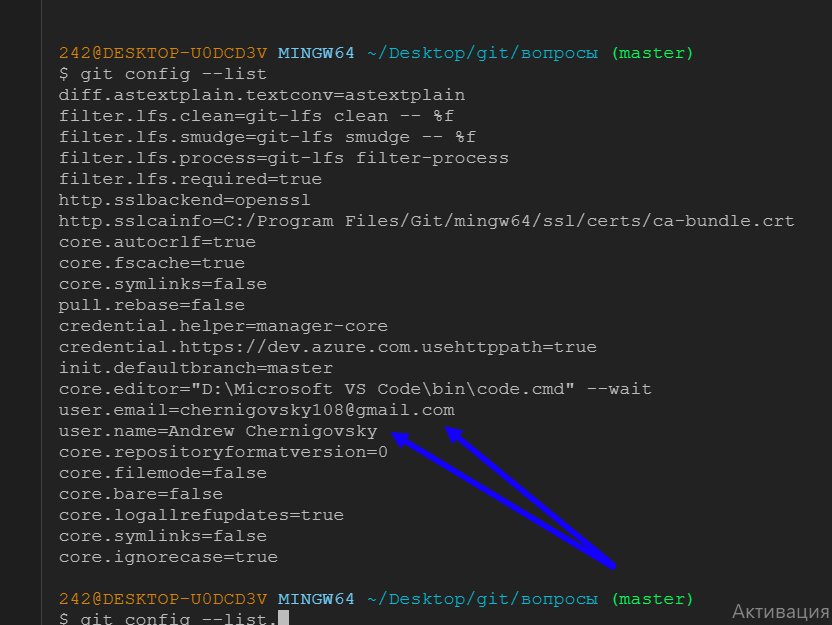 242@DESKTOP-U0DCD3V MINGW64 ~/Desktop/git/вопросы (master)
$ git config --list
diff.astextplain.textconv=astextplain
filter.lfs.clean=git-lfs clean -- %f
filter.lfs.smudge=git-lfs smudge -- %f
filter.lfs.process=git-lfs filter-process
filter.lfs.required=true
http.sslbackend=openssl
http.sslcainfo=C:/Program Files/Git/mingw64/ssl/certs/ca-bundle.crt
core.autocrlf=true
core.fscache=true
core.symlinks=false
pull.rebase=false
credential.helper=manager-core
credential.https://dev.azure.com.usehttppath=true
init.defaultbranch=master
core.editor="D:\Microsoft VS Code\bin\code.cmd" --wait
user.email=chernigovsky108@gmail.com
user.name=Andrew Chernigovsky
core.repositoryformatversion=0
core.filemode=false
core.bare=false
core.logallrefupdates=true
core.symlinks=false
core.ignorecase=true
242@DESKTOP-U0DCD3V MINGW64 ~/Desktop/git/вопросы (master)
$ git config --list.
Активация